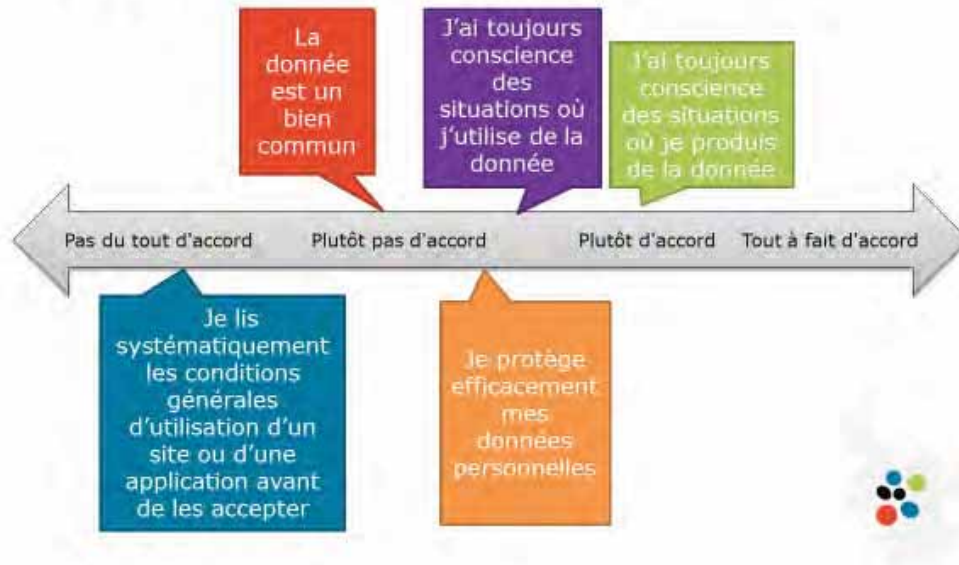 La
donnée
est un
bien
commun
J'ai toujours
conscience
des
situations où
j'utilise de la
donnée
J'ai toujours
conscience
des situations
où je produis
de la donnée
Pas du tout d'accord
Plutôt pas d'accord
Plutôt d'accord
Tout à fait d'accord
Je lis
systématiquement
les conditions
générales
d'utilisation d'un
site ou d'une
application avant
de les accepter
Je protège
efficacement
mes
données
personnelles